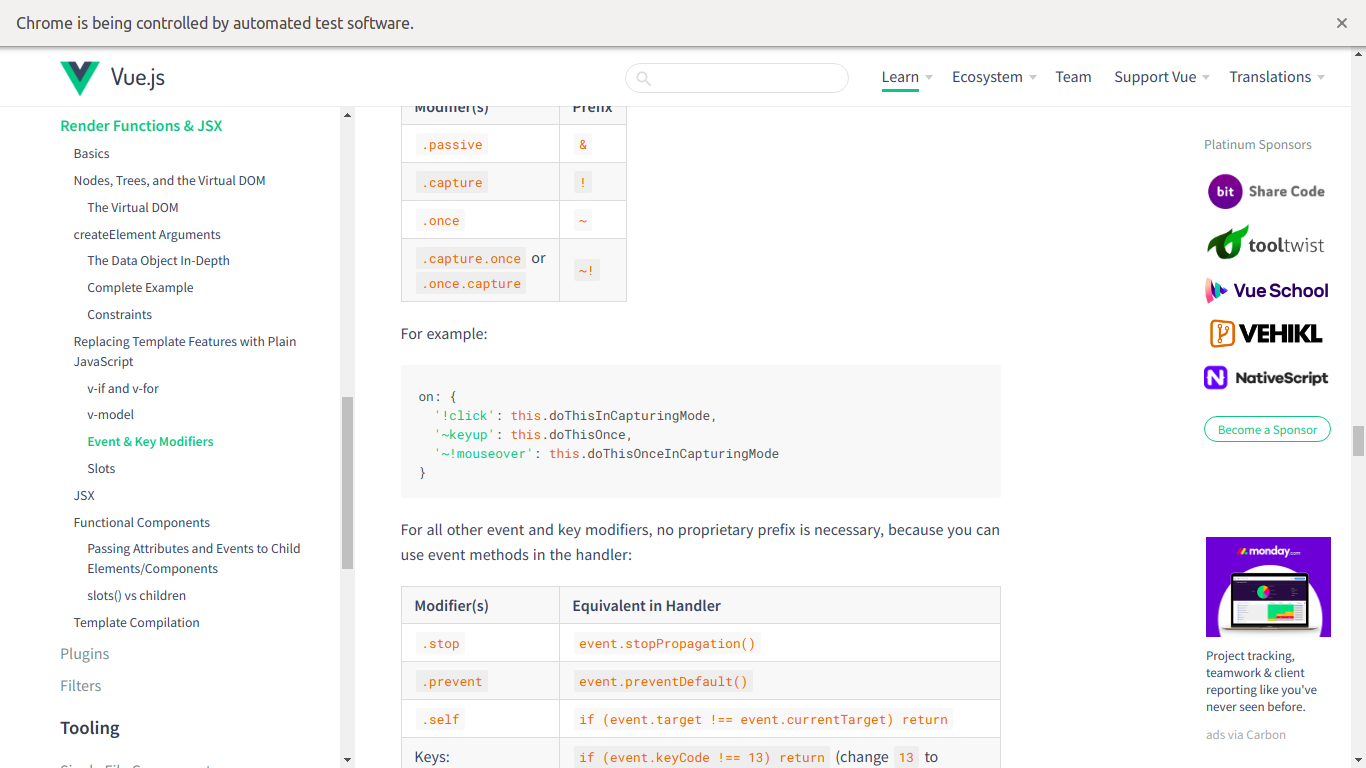 Chrome is being controlled by automated test software.
Vue.js
Learn
Ecosystem
Team
Support Vue
Translations
Render Functions & JSX
Basics
Nodes, Trees, and the Virtual DOM
The Virtual DOM
createElement Arguments
The Data Object In-Depth
Complete Example
Constraints
Replacing Template Features with Plain
JavaScript
v-if and v-for
v-model
Event & Key Modifiers
Slots
JSX
Functional Components
Passing Attributes and Events to Child
Elements/Components
slots() vs children
Template Compilation
Plugins
Filters
Tooling
Modifier(s) Prefix
.passive &
.capture !
.once ~
.capture.once or
.once.capture ~!
For example:
on: {
'!click': this.doThisInCapturingMode,
'~keyup': this.doThisOnce,
'~!mouseover': this.doThisOnceInCapturingMode
}
For all other event and key modifiers, no proprietary prefix is necessary, because you can
use event methods in the handler:
Modifier(s) Equivalent in Handler
.stop event.stopPropagation()
.prevent event.preventDefault()
.self if (event.target !== event.currentTarget) return
Keys: if (event.keyCode !== 13) return (change 13 to
Platinum Sponsors
bit Share Code
tooltwist
Vue School
VEHIKL
NativeScript
Become a Sponsor
monday.com
Project tracking,
teamwork & client
reporting like you've
never seen before.
ads via Carbon